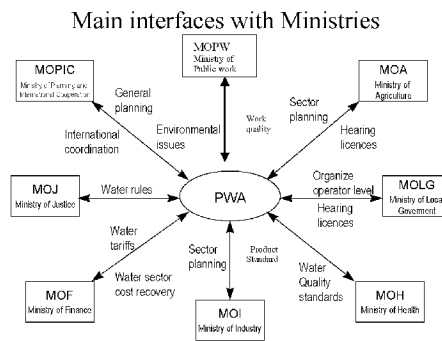 Main interfaces with Ministries
MOPW
Ministry of
Public work
MOPIC
Ministry of Planning and
International Cooperation
MOA
Ministry of
Agriculture
General
planning
Sector
planning
Work
quality
Environmental
issues
International
coordination
Hearing
licences
Organize
operator level
MOJ
Ministry of Justice
Water rules
PWA
MOLG
Ministry of Local
Goverment
Hearing
licences
Water
tariffs
Sector
planning
Product
Standard
Water
Quality
standards
Water sector
cost recovery
MOF
Ministry of Finance
MOI
Ministry of Industry
MOH
Ministry of Health